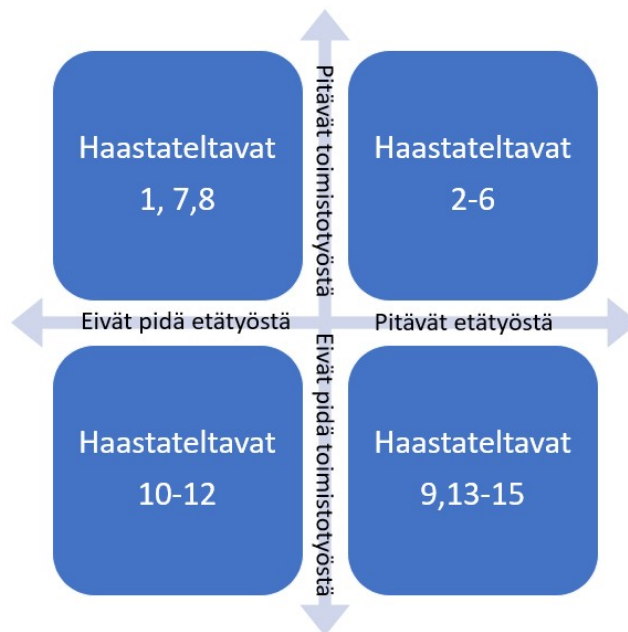 Pitävät toimistotyöstä
Haastateltavat
1, 7,8
Haastateltavat
2-6
Eivät pidä etätyöstä
Pitävät etätyöstä
Eivät pidä toimistotyöstä
Haastateltavat
10-12
Haastateltavat
9,13-15